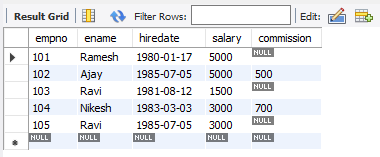 Result Grid Filter Rows: Edit:
empno ename hiredate salary commission
101 Ramesh 1980-01-17 5000 NULL
102 Ajay 1985-07-05 5000 500
103 Ravi 1981-08-12 1500 NULL
104 Nikesh 1983-03-03 3000 700
105 Ravi 1985-07-05 3000 NULL
NULL NULL NULL NULL NULL